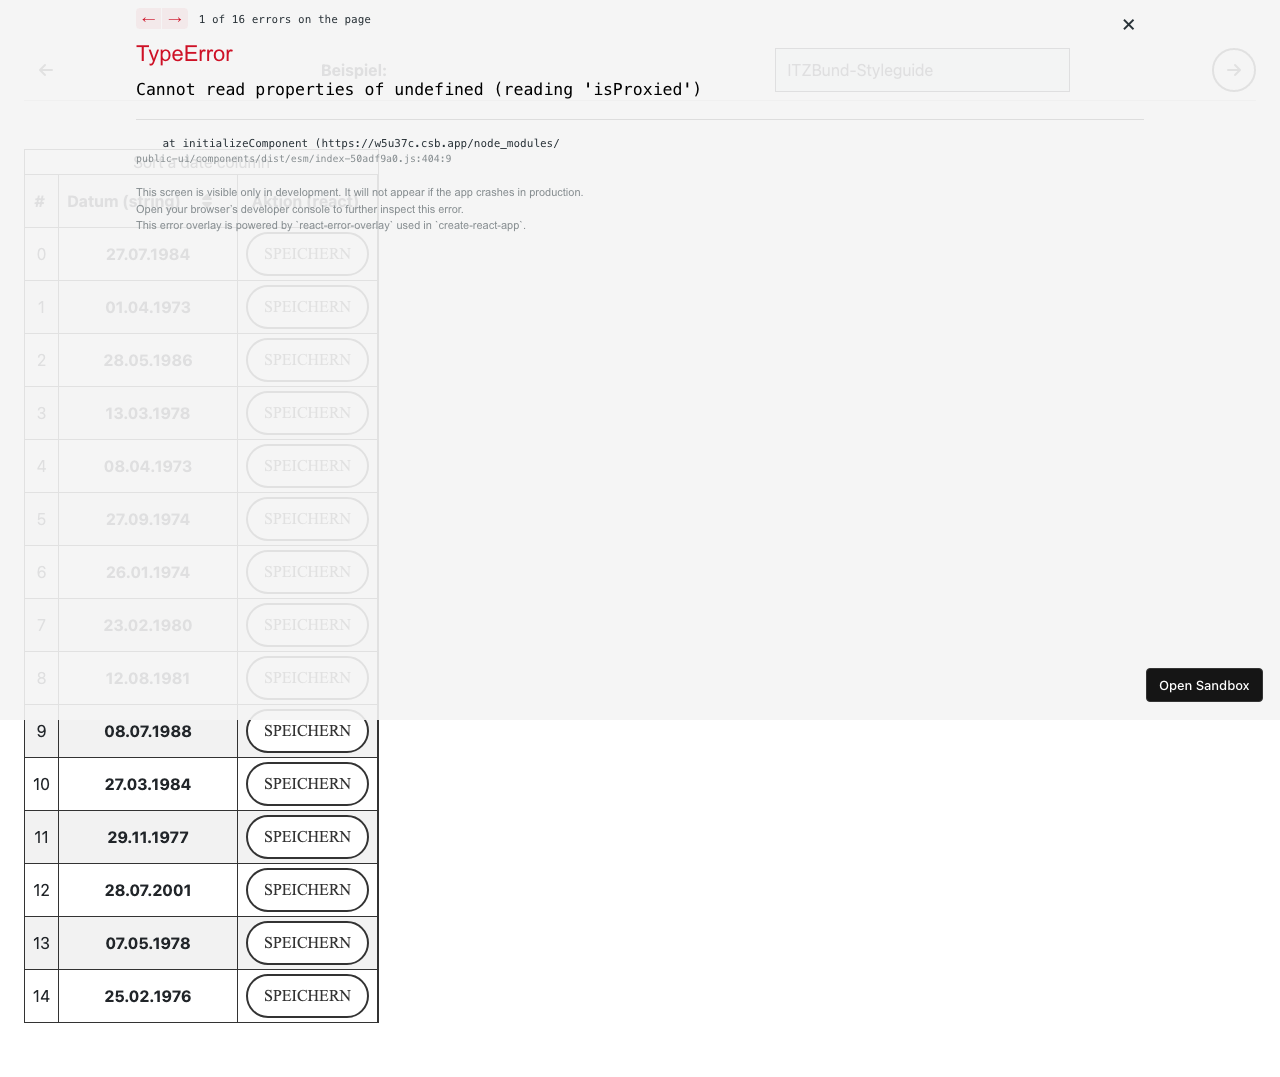 ← → 1 of 16 errors on the page
×
TypeError
← Beispiel: ITZBund-Styleguide →
Cannot read properties of undefined (reading 'isProxied')
at initializeComponent (https://w5u37c.csb.app/node_modules/
public-ui/components/dist/esm/index-50adf9a0.js:404:9
Sort a date column
This screen is visible only in development. It will not appear if the app crashes in production.
# Datum (string) Aktion (react)
Open your browser's developer console to further inspect this error.
This error overlay is powered by `react-error-overlay` used in `create-react-app`.
0 27.07.1984 SPEICHERN
1 01.04.1973 SPEICHERN
2 28.05.1986 SPEICHERN
3 13.03.1978 SPEICHERN
4 08.04.1973 SPEICHERN
5 27.09.1974 SPEICHERN
6 26.01.1974 SPEICHERN
7 23.02.1980 SPEICHERN
8 12.08.1981 SPEICHERN
Open Sandbox
9 08.07.1988 SPEICHERN
10 27.03.1984 SPEICHERN
11 29.11.1977 SPEICHERN
12 28.07.2001 SPEICHERN
13 07.05.1978 SPEICHERN
14 25.02.1976 SPEICHERN